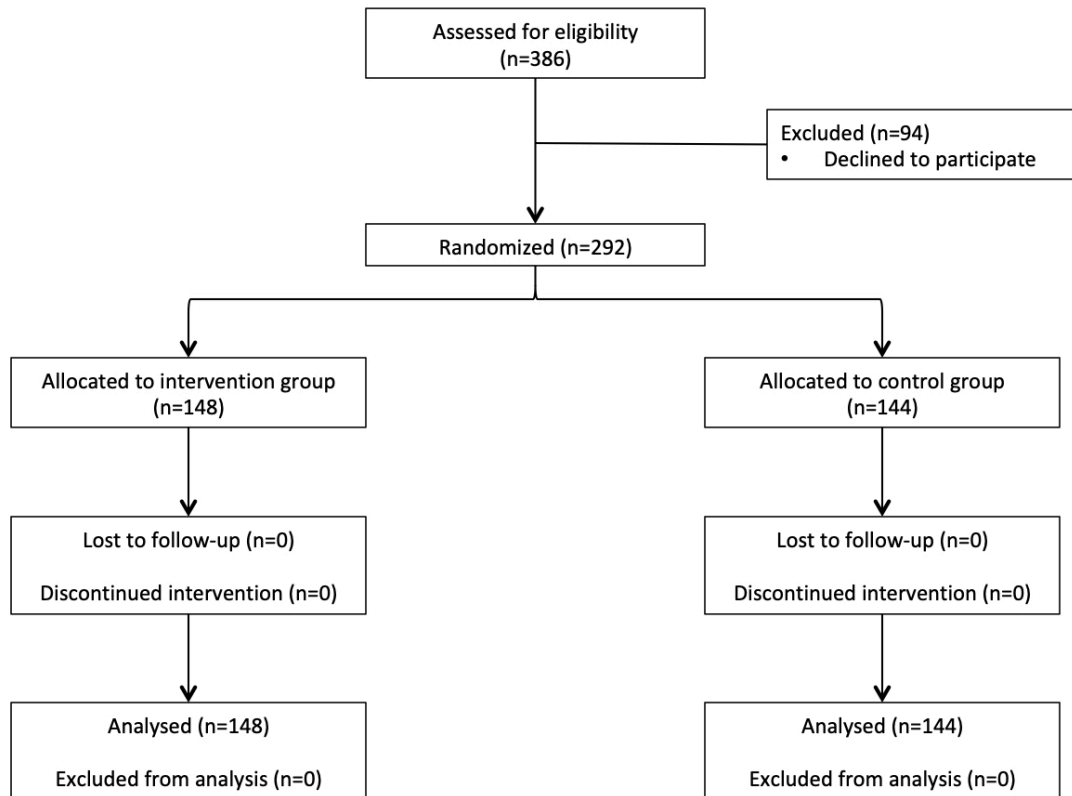 Assessed for eligibility
(n=386)
Excluded (n=94)
• Declined to participate
Randomized (n=292)
Allocated to intervention group
(n=148)
Allocated to control group
(n=144)
Lost to follow-up (n=0)
Discontinued intervention (n=0)
Lost to follow-up (n=0)
Discontinued intervention (n=0)
Analysed (n=148)
Excluded from analysis (n=0)
Analysed (n=144)
Excluded from analysis (n=0)